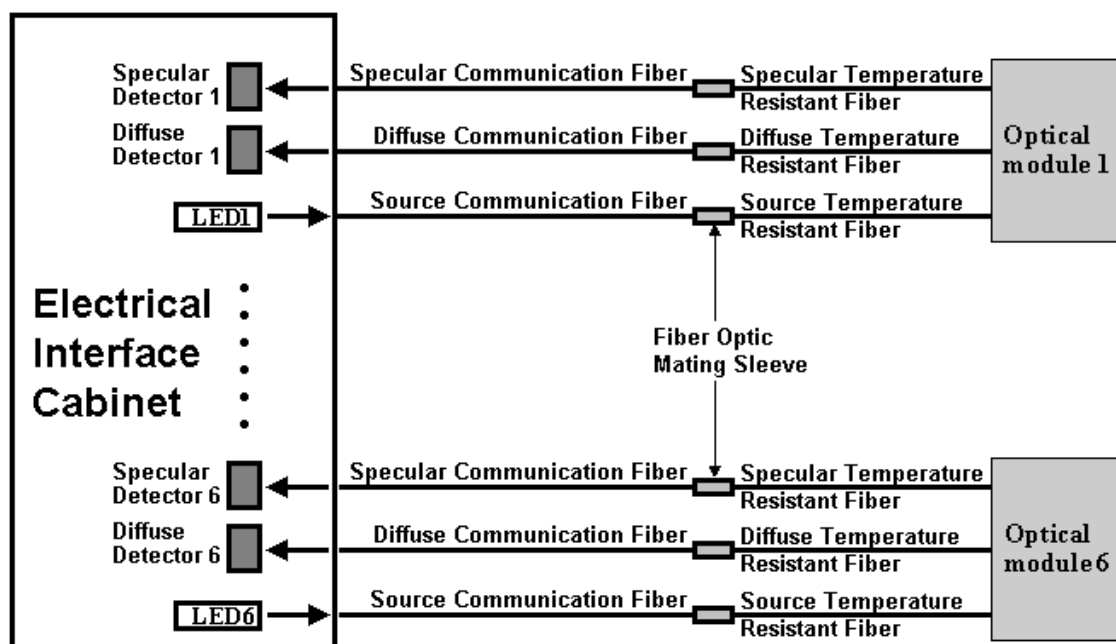 Specular
Detector 1
Specular Communication Fiber
Specular Temperature
Resistant Fiber
Diffuse
Detector 1
Diffuse Communication Fiber
Diffuse Temperature
Resistant Fiber
Optical
module 1
LED1
Source Communication Fiber
Source Temperature
Resistant Fiber
Electrical
Interface
Cabinet
Fiber Optic
Mating Sleeve
Specular
Detector 6
Specular Communication Fiber
Specular Temperature
Resistant Fiber
Diffuse
Detector 6
Diffuse Communication Fiber
Diffuse Temperature
Resistant Fiber
Optical
module 6
LED6
Source Communication Fiber
Source Temperature
Resistant Fiber